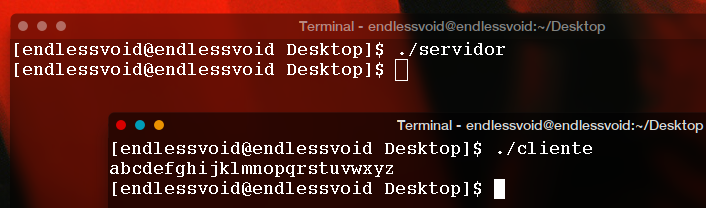 Terminal - endlessvoid@endlessvoid:~/Desktop
[endlessvoid@endlessvoid Desktop]$ ./servidor
[endlessvoid@endlessvoid Desktop]$
Terminal - endlessvoid@endlessvoid:~/Desktop
[endlessvoid@endlessvoid Desktop]$ ./cliente
abcdefghijklmnopqrstuvwxyz
[endlessvoid@endlessvoid Desktop]$